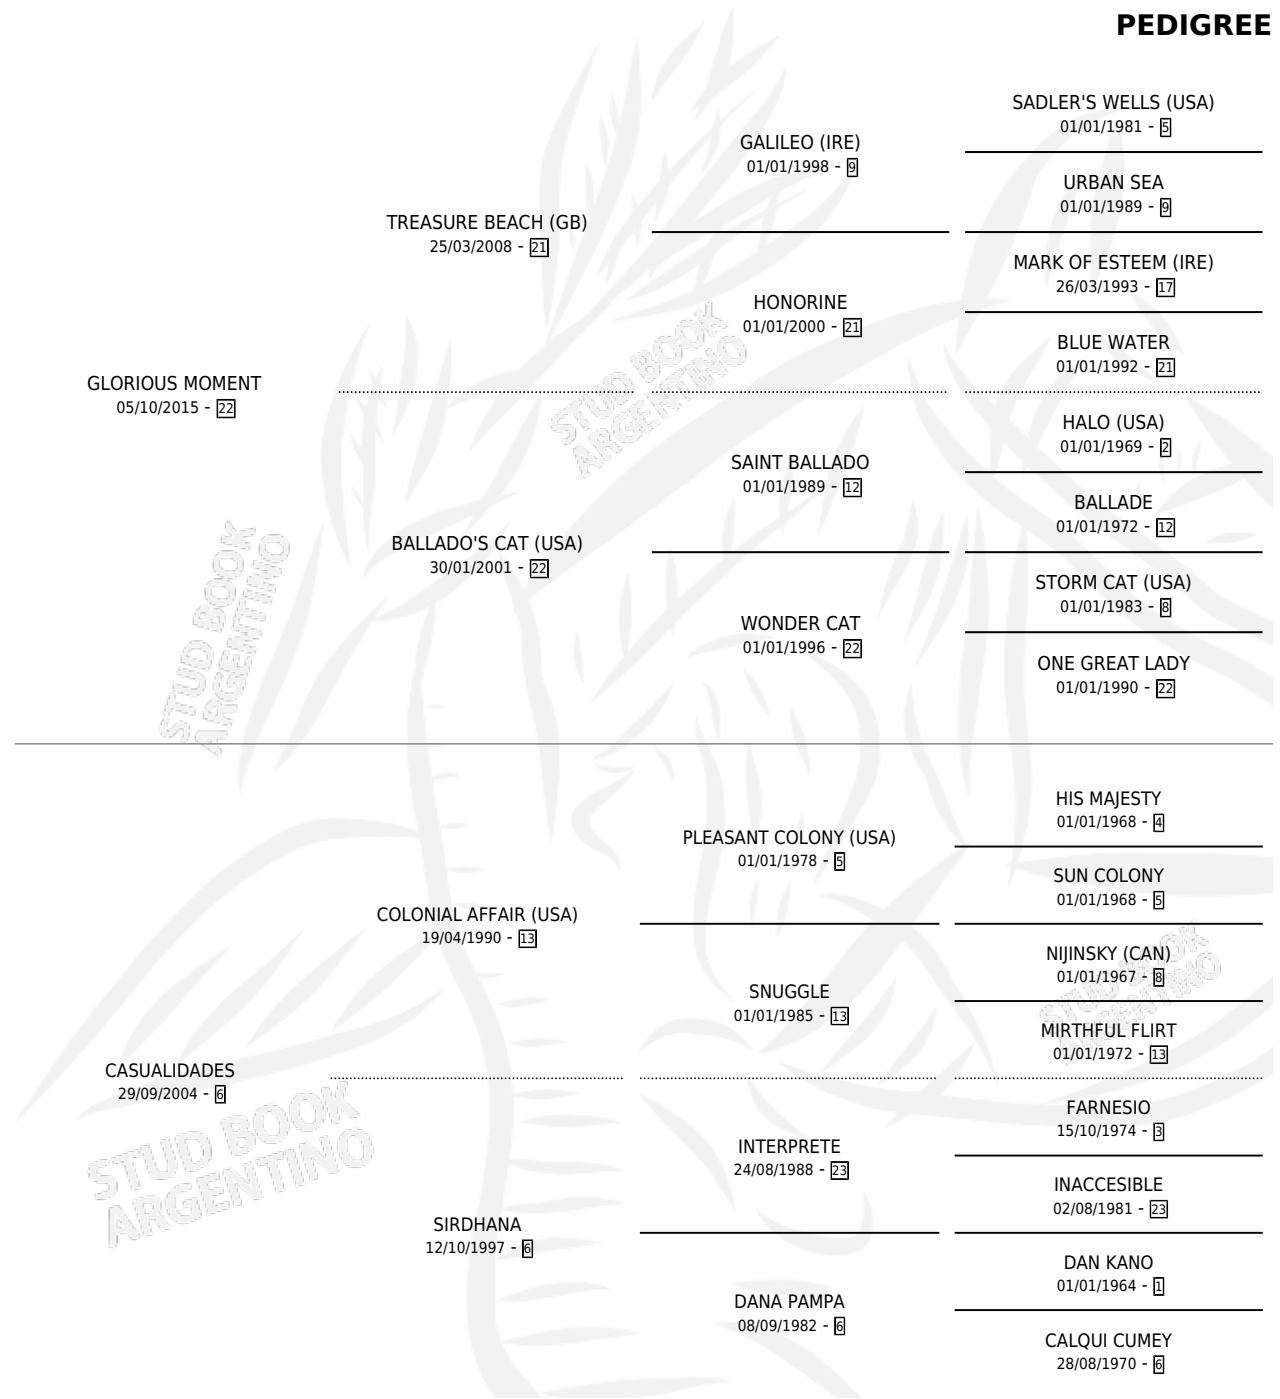 PEDIGREE
SADLER'S WELLS (USA)
01/01/1981 - 5
GALILEO (IRE)
01/01/1998 - 9
URBAN SEA
01/01/1989 - 9
TREASURE BEACH (GB)
25/03/2008 - 21
MARK OF ESTEEM (IRE)
26/03/1993 - 17
HONORINE
01/01/2000 - 21
BLUE WATER
01/01/1992 - 21
GLORIOUS MOMENT
05/10/2015 - 22
HALO (USA)
01/01/1969 - 2
SAINT BALLADO
01/01/1989 - 12
BALLADE
01/01/1972 - 12
BALLADO'S CAT (USA)
30/01/2001 - 22
STORM CAT (USA)
01/01/1983 - 8
WONDER CAT
01/01/1996 - 22
ONE GREAT LADY
01/01/1990 - 22
HIS MAJESTY
01/01/1968 - 4
PLEASANT COLONY (USA)
01/01/1978 - 5
SUN COLONY
01/01/1968 - 5
COLONIAL AFFAIR (USA)
19/04/1990 - 13
NIJINSKY (CAN)
01/01/1967 - 8
SNUGGLE
01/01/1985 - 13
MIRTHFUL FLIRT
01/01/1972 - 13
CASUALIDADES
29/09/2004 - 6
FARNESIO
15/10/1974 - 3
INTERPRETE
24/08/1988 - 23
INACCESIBLE
02/08/1981 - 23
SIRDHANA
12/10/1997 - 6
DAN KANO
01/01/1964 - 1
DANA PAMPA
08/09/1982 - 6
CALQUI CUMEY
28/08/1970 - 6
STUD BOOK
ARGENTINO
STUD BOOK
ARGENTINO
STUD BOOK
ARGENTINO
STUD BOOK
ARGENTINO